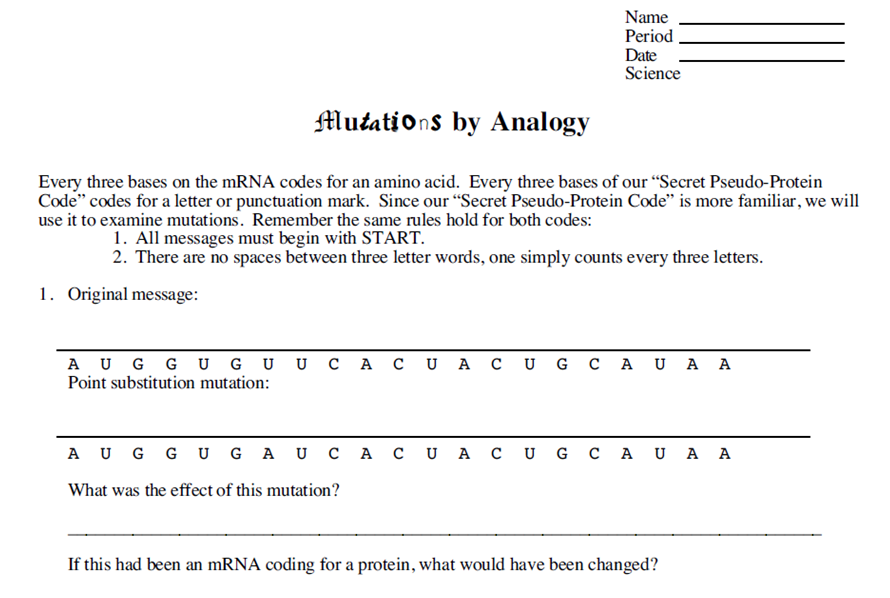 Name
Period
Date
Science
Mutations by Analogy
Every three bases on the mRNA codes for an amino acid. Every three bases of our “Secret Pseudo-Protein
Code” codes for a letter or punctuation mark. Since our “Secret Pseudo-Protein Code” is more familiar, we will
use it to examine mutations. Remember the same rules hold for both codes:
1. All messages must begin with START.
2. There are no spaces between three letter words, one simply counts every three letters.
1. Original message:
A U G G U G U U C A C U A C U G C A U A A
Point substitution mutation:
A U G G U G A U C A C U A C U G C A U A A
What was the effect of this mutation?
If this had been an mRNA coding for a protein, what would have been changed?